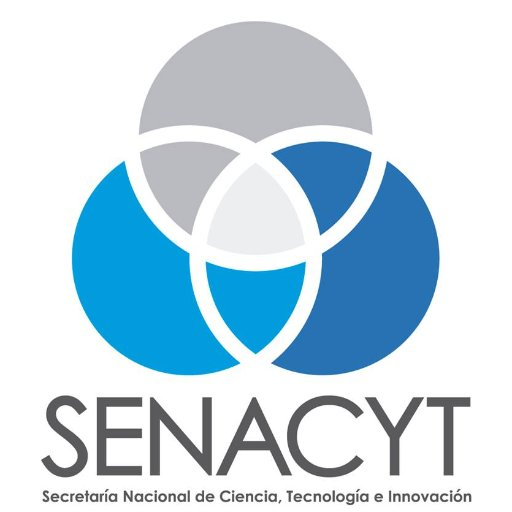 SENACYT
Secretaría Nacional de Ciencia, Tecnología e Innovación